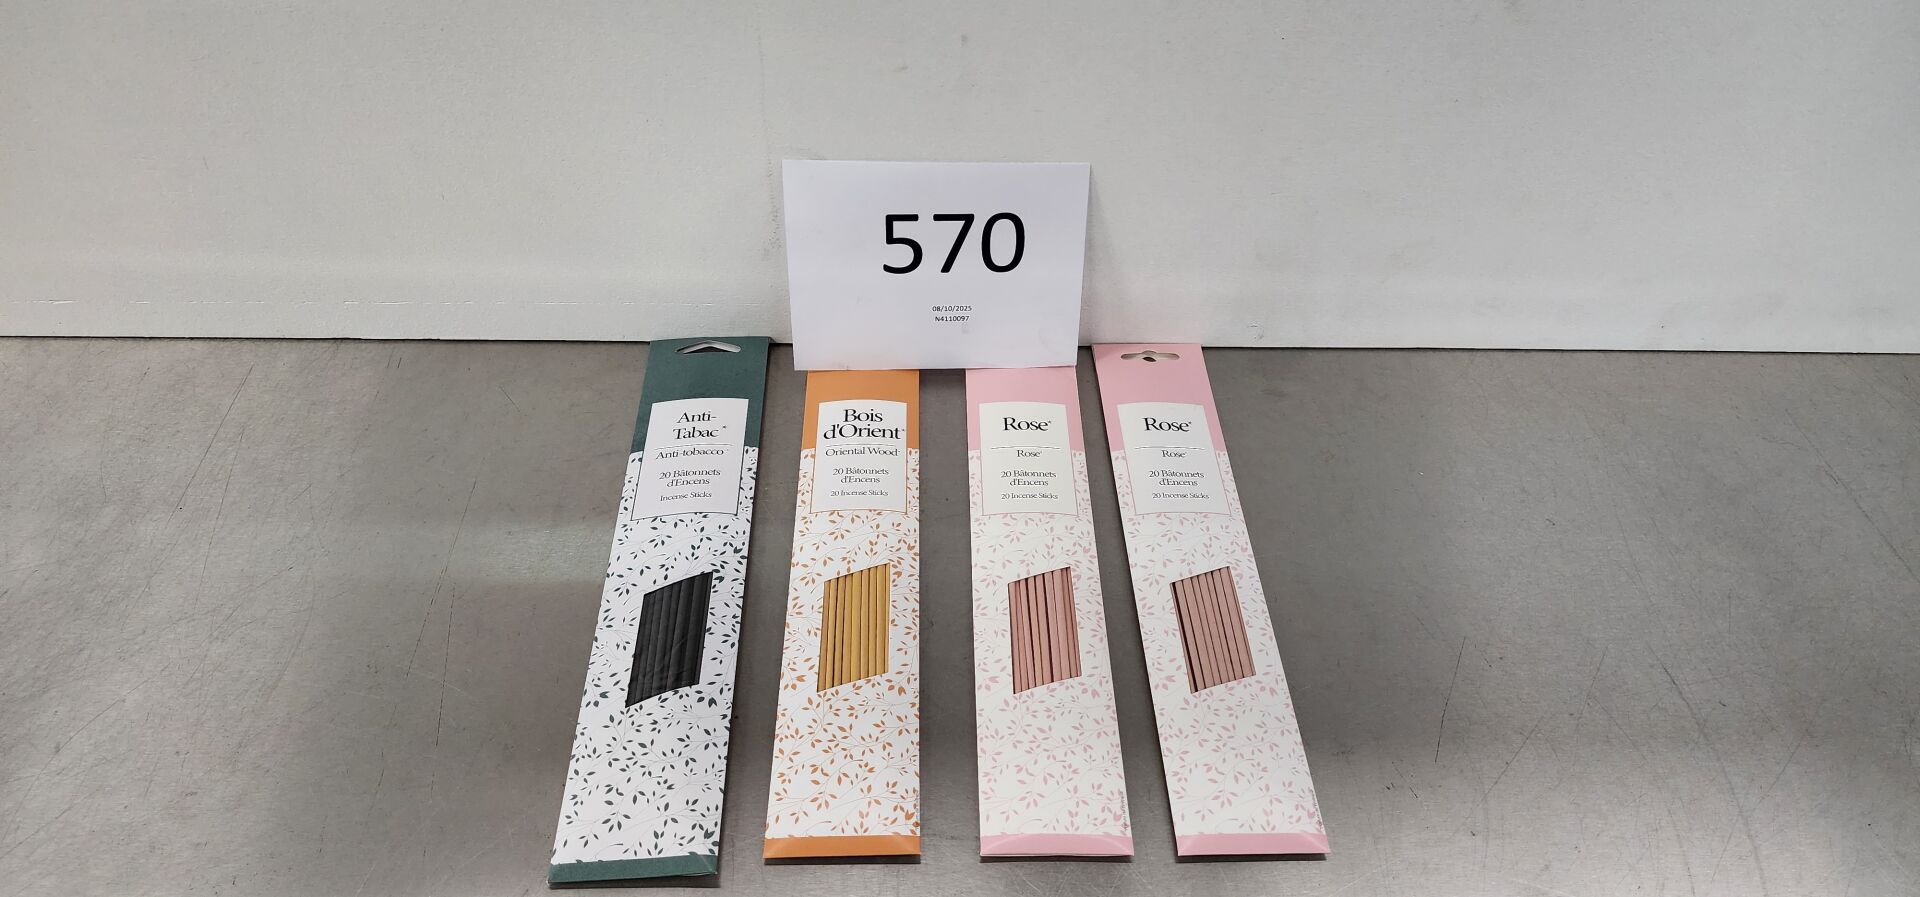 570
08/10/2025
N4110097
Anti-
Tabac*
Anti-tobacco*
20 Bâtonnets
d'Encens
Incense Sticks
Bois
d'Orient*
Oriental Wood*
20 Bâtonnets
d'Encens
20 Incense Sticks
Rose*
Rose*
20 Bâtonnets
d'Encens
20 Incense Sticks
Rose*
Rose*
20 Bâtonnets
d'Encens
20 Incense Sticks